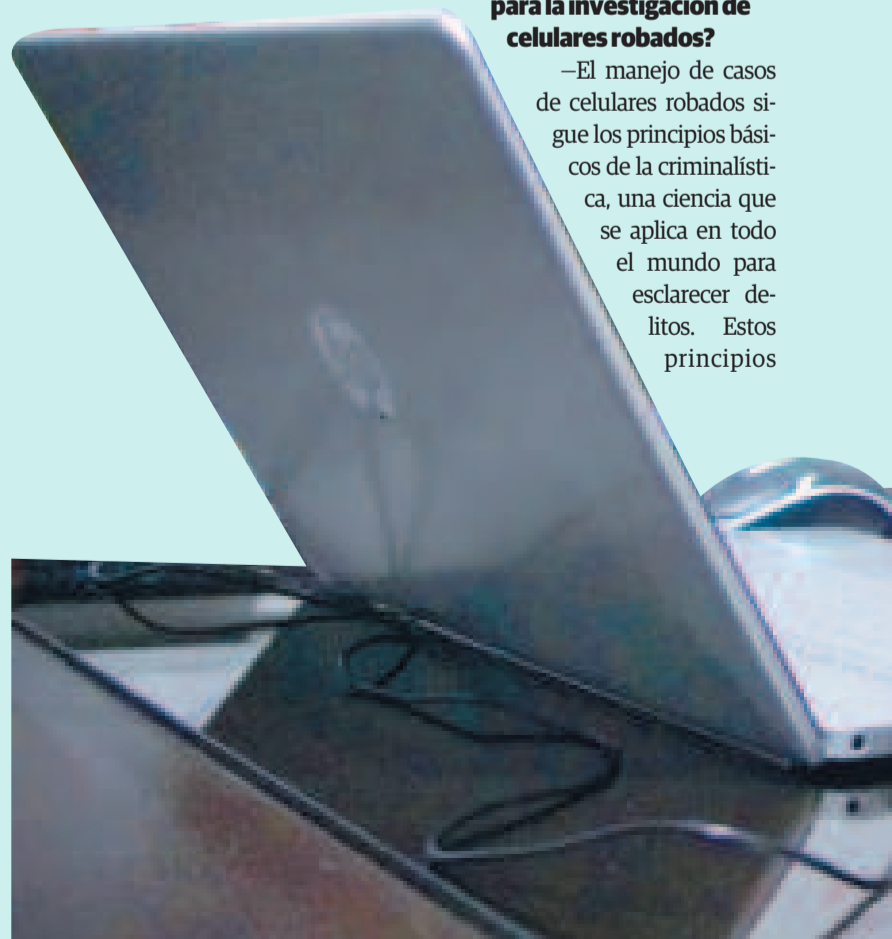 para la investigación de
celulares robados?
—El manejo de casos
de celulares robados si-
gue los principios bási-
cos de la criminalísti-
ca, una ciencia que
se aplica en todo
el mundo para
esclarecer de-
litos. Estos
principios